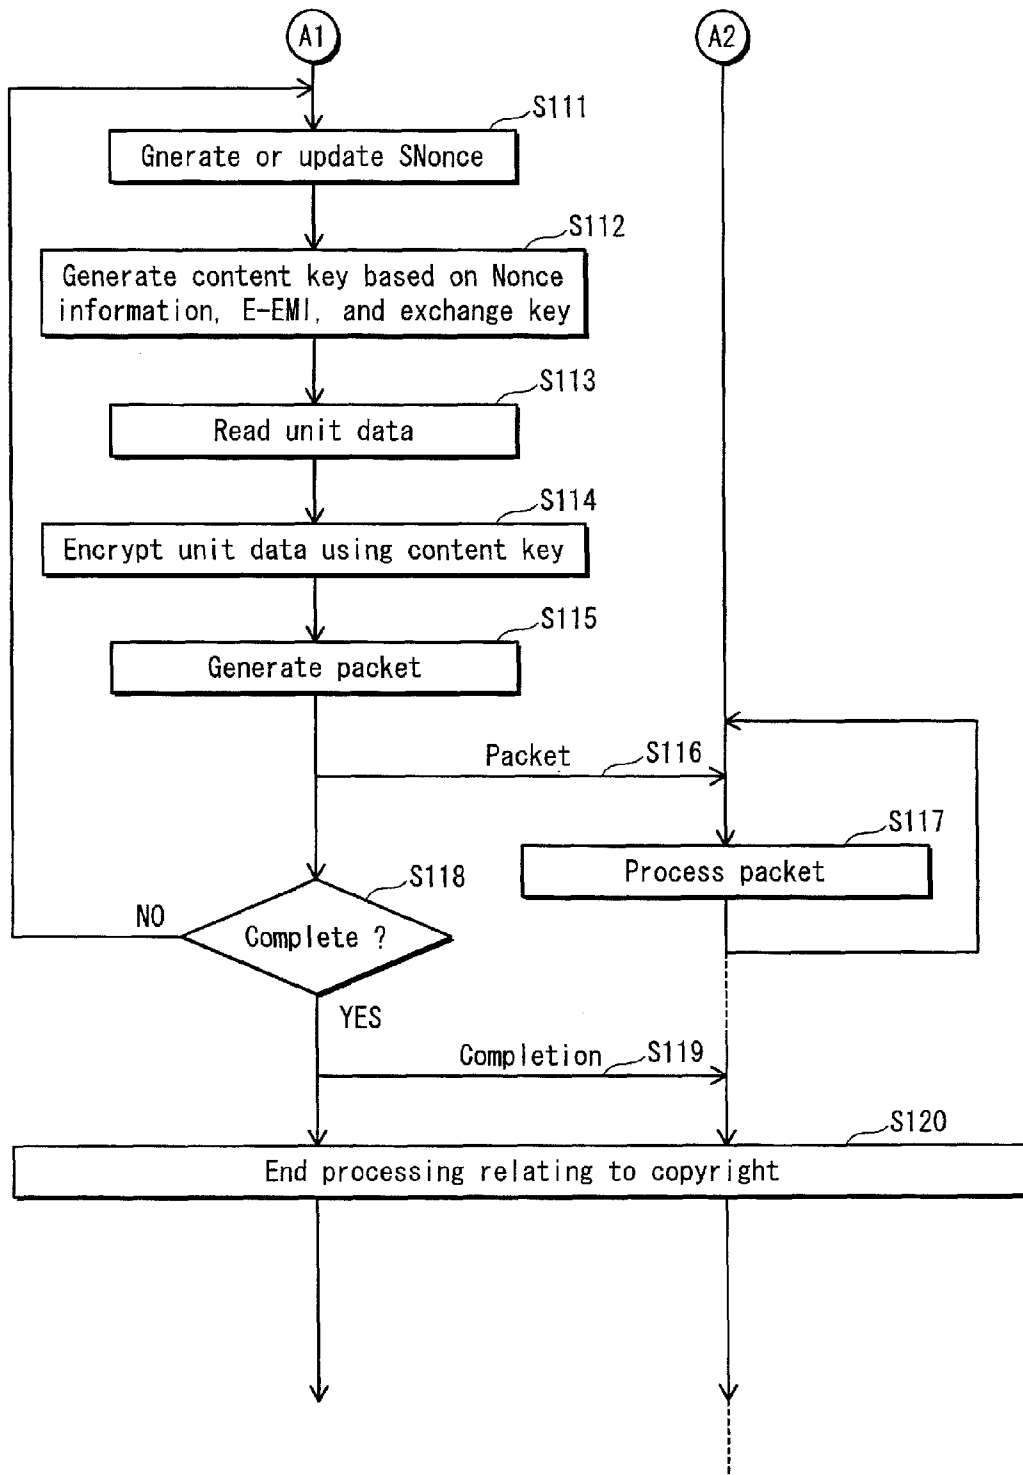 A1
A2
S111
Gnerate or update SNonce
S112
Generate content key based on Nonce
information, E-EMI, and exchange key
S113
Read unit data
S114
Encrypt unit data using content key
S115
Generate packet
Packet
S116
S117
Process packet
S118
NO
Complete ?
YES
Completion
S119
S120
End processing relating to copyright